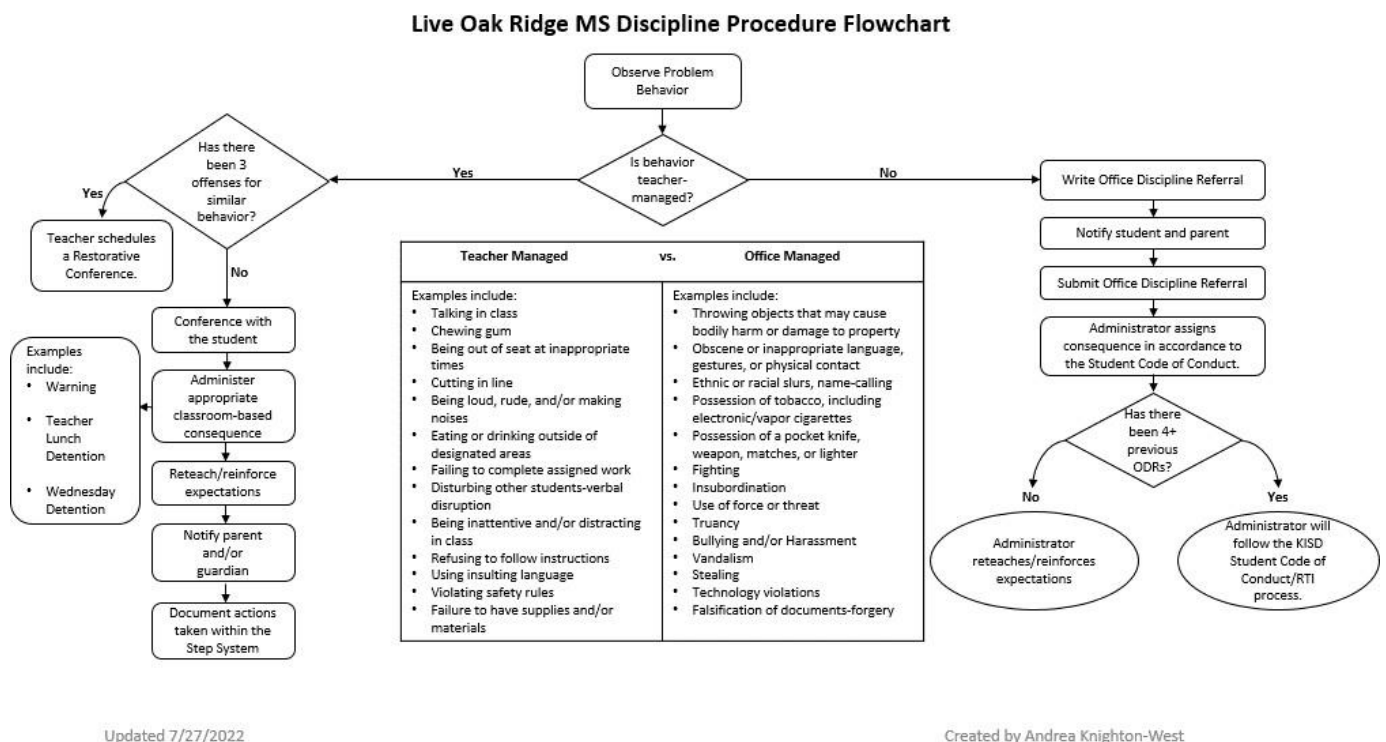 Live Oak Ridge MS Discipline Procedure Flowchart
Observe Problem
Behavior
Is behavior
teacher-
managed?
Yes
No
Has there
been 3
offenses for
similar
behavior?
Yes
Teacher schedules
a Restorative
Conference.
No
Conference with
the student
Administer
appropriate
classroom-based
consequence
Examples
include:
• Warning
• Teacher
Lunch
Detention
• Wednesday
Detention
Reteach/reinforce
expectations
Notify parent
and/or
guardian
Document actions
taken within the
Step System
Teacher Managed vs. Office Managed
Examples include:
• Talking in class
• Chewing gum
• Being out of seat at inappropriate
times
• Cutting in line
• Being loud, rude, and/or making
noises
• Eating or drinking outside of
designated areas
• Failing to complete assigned work
• Disturbing other students-verbal
disruption
• Being inattentive and/or distracting
in class
• Refusing to follow instructions
• Using insulting language
• Violating safety rules
• Failure to have supplies and/or
materials
Examples include:
• Throwing objects that may cause
bodily harm or damage to property
• Obscene or inappropriate language,
gestures, or physical contact
• Ethnic or racial slurs, name-calling
• Possession of tobacco, including
electronic/vapor cigarettes
• Possession of a pocket knife,
weapon, matches, or lighter
• Fighting
• Insubordination
• Use of force or threat
• Truancy
• Bullying and/or Harassment
• Vandalism
• Stealing
• Technology violations
• Falsification of documents-forgery
Write Office Discipline Referral
Notify student and parent
Submit Office Discipline Referral
Administrator assigns
consequence in accordance to
the Student Code of Conduct.
Has there
been 4+
previous
ODRs?
No
Yes
Administrator
reteaches/reinforces
expectations
Administrator will
follow the KISD
Student Code of
Conduct/RTI
process.
Updated 7/27/2022
Created by Andrea Knighton-West